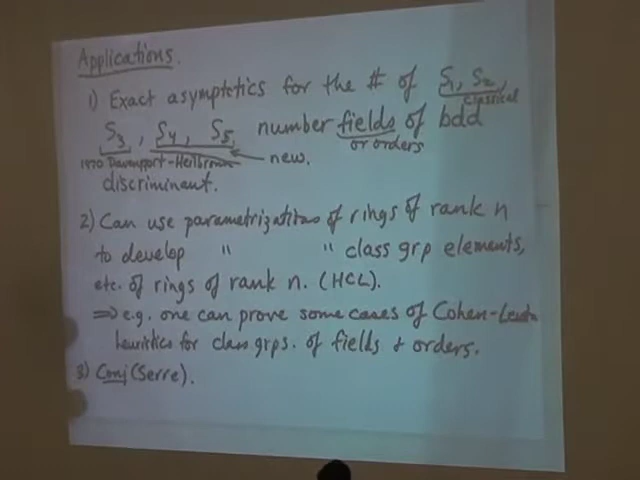 Applications.
1) Exact asymptotics for the # of S₁, S₂,
classical
S₃, S₄, S₅ number fields of bdd
or orders
1970 Davenport-Heilbronn new.
discriminant.
2) Can use parametrizations of rings of rank n
to develop " " class grp elements,
etc. of rings of rank n. (HCL).
⇒ e.g. one can prove some cases of Cohen-Lenstra
heuristics for class grps. of fields & orders.
3) Conj (Serre).